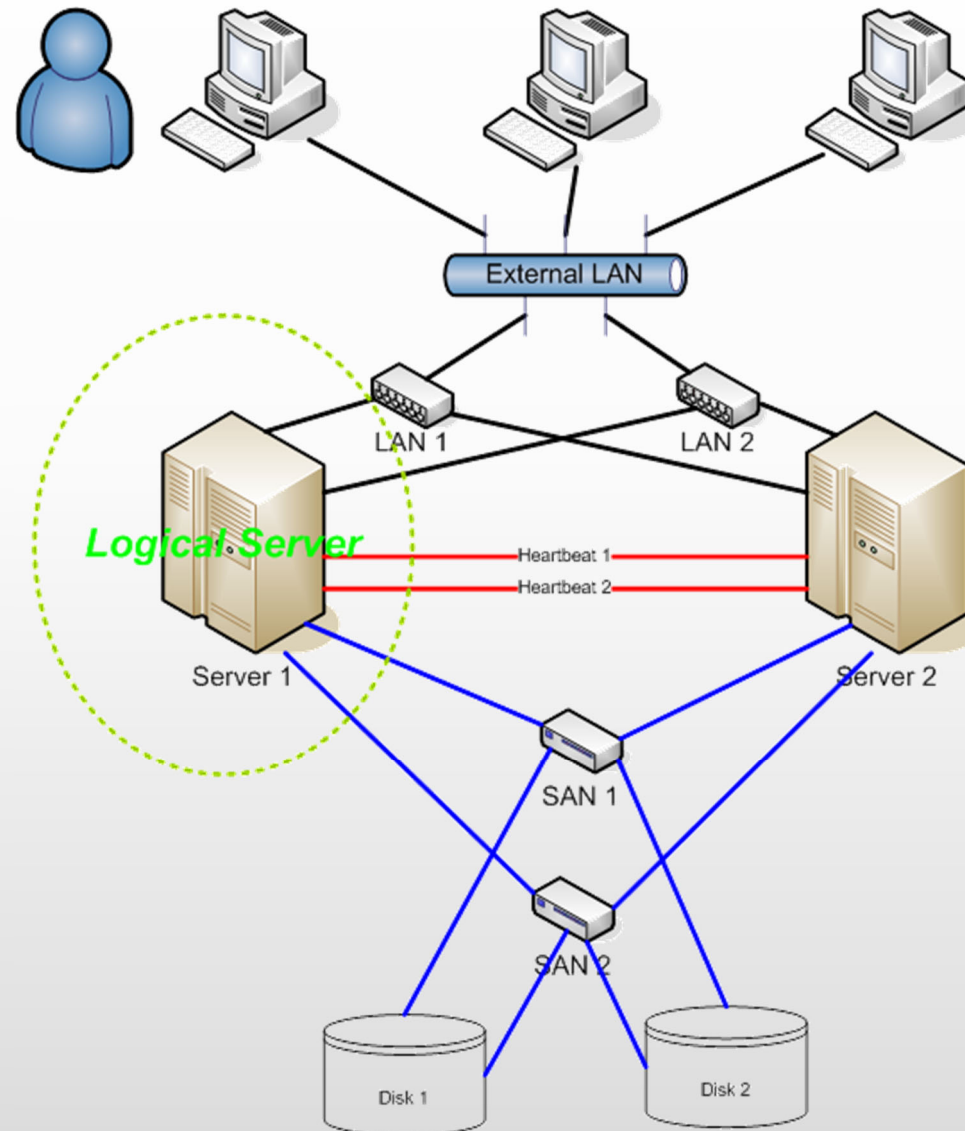 External LAN
LAN 1
LAN 2
Logical Server
Heartbeat 1
Heartbeat 2
Server 1
Server 2
SAN 1
SAN 2
Disk 1
Disk 2